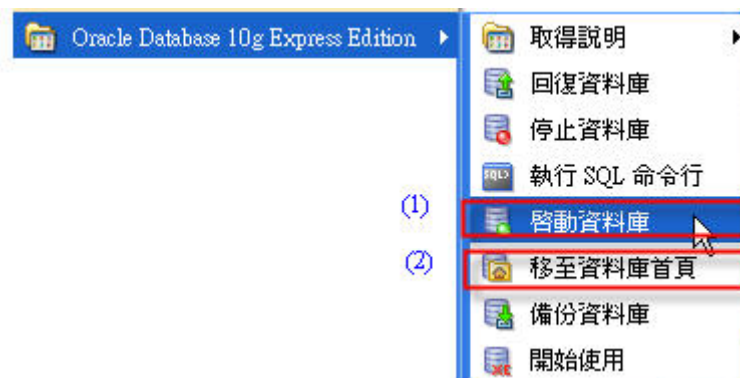 Oracle Database 10g Express Edition
取得說明
回復資料庫
停止資料庫
執行 SQL 命令行
(1)
啓動資料庫
(2)
移至資料庫首頁
備份資料庫
開始使用